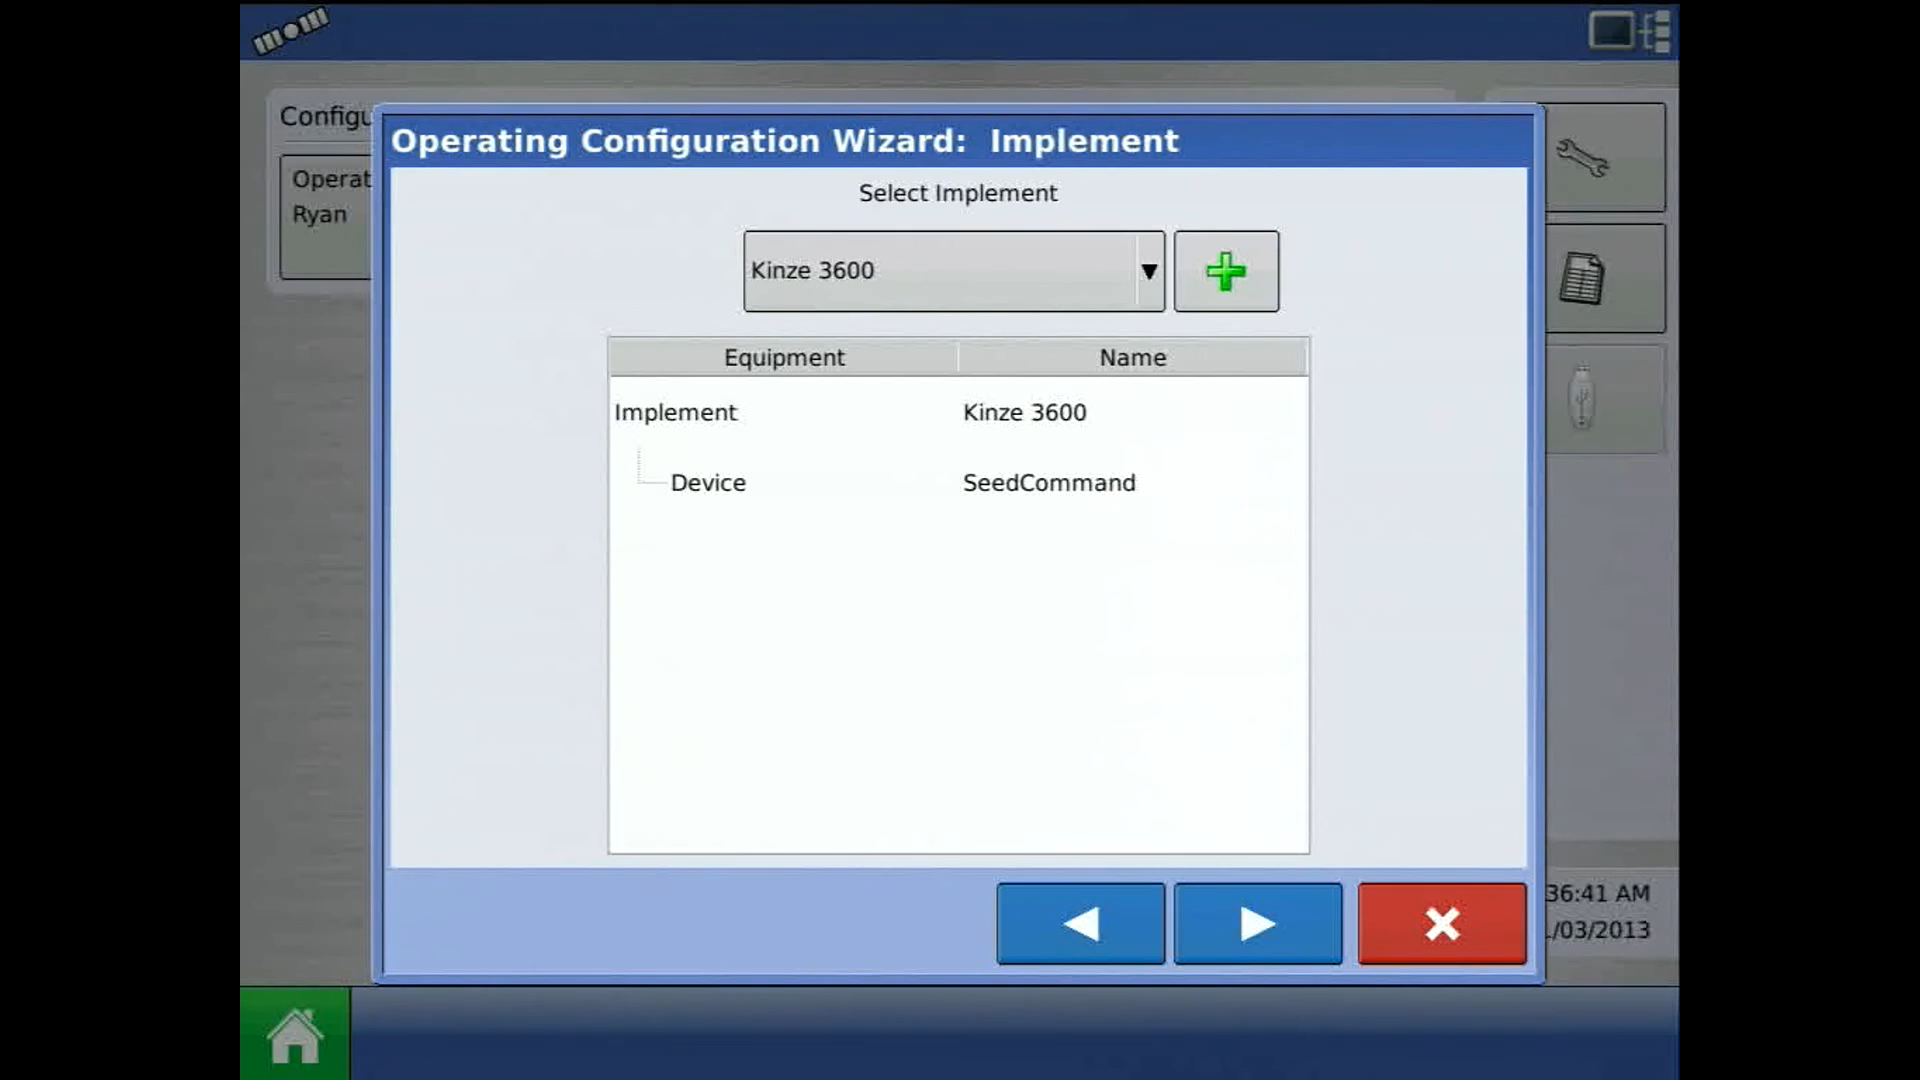 Configu
Operat
Ryan
Operating Configuration Wizard: Implement
Select Implement
Kinze 3600
Equipment Name
Implement Kinze 3600
Device SeedCommand
36:41 AM
/03/2013